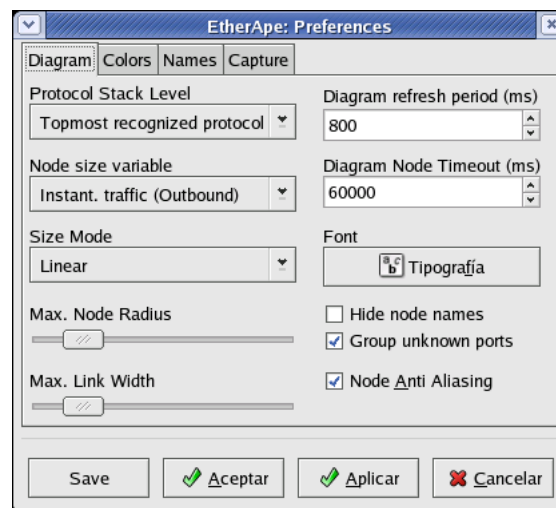 EtherApe: Preferences
Diagram Colors Names Capture
Protocol Stack Level
Topmost recognized protocol
Node size variable
Instant. traffic (Outbound)
Size Mode
Linear
Max. Node Radius
Max. Link Width
Diagram refresh period (ms)
800
Diagram Node Timeout (ms)
60000
Font
a b c Tipografía
Hide node names
Group unknown ports
Node Anti Aliasing
Save Aceptar Aplicar Cancelar